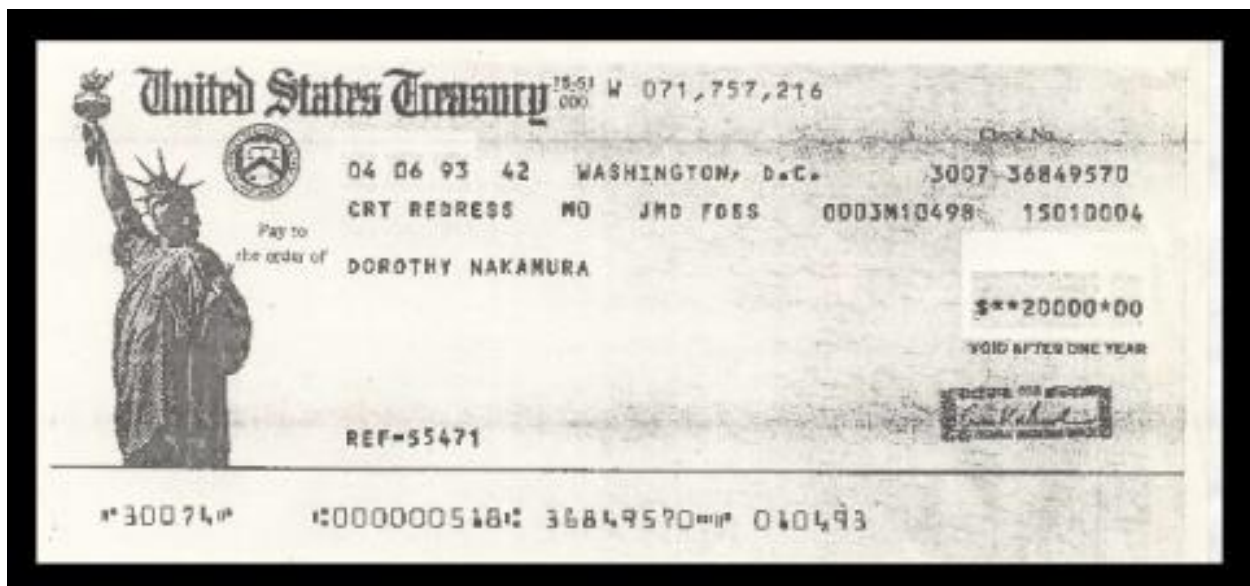 United States Treasury 15-51 000 W 071,757,216
Check No.
04 06 93 42 WASHINGTON, D.C. 3007 36849570
CRT REDRESS MO JMD FOSS 0003M10498 15010004
Pay to
the order of DOROTHY NAKAMURA
$**20000*00
VOID AFTER ONE YEAR
REF-S5471
⑈30074⑈ ⑆000000518⑆ 36849570⑉⑈ 010493